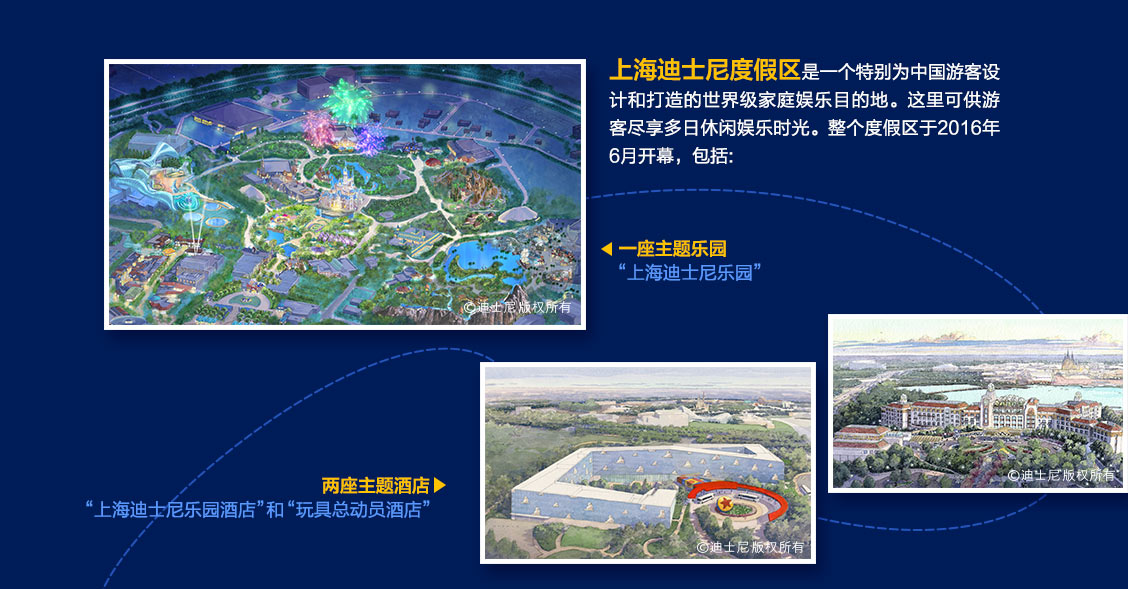 上海迪士尼度假区是一个特别为中国游客设
计和打造的世界级家庭娱乐目的地。这里可供游
客尽享多日休闲娱乐时光。整个度假区于2016年
6月开幕，包括:
一座主题乐园
“上海迪士尼乐园”
©迪士尼 版权所有
©迪士尼 版权所有
两座主题酒店
“上海迪士尼乐园酒店”和“玩具总动员酒店”
©迪士尼 版权所有